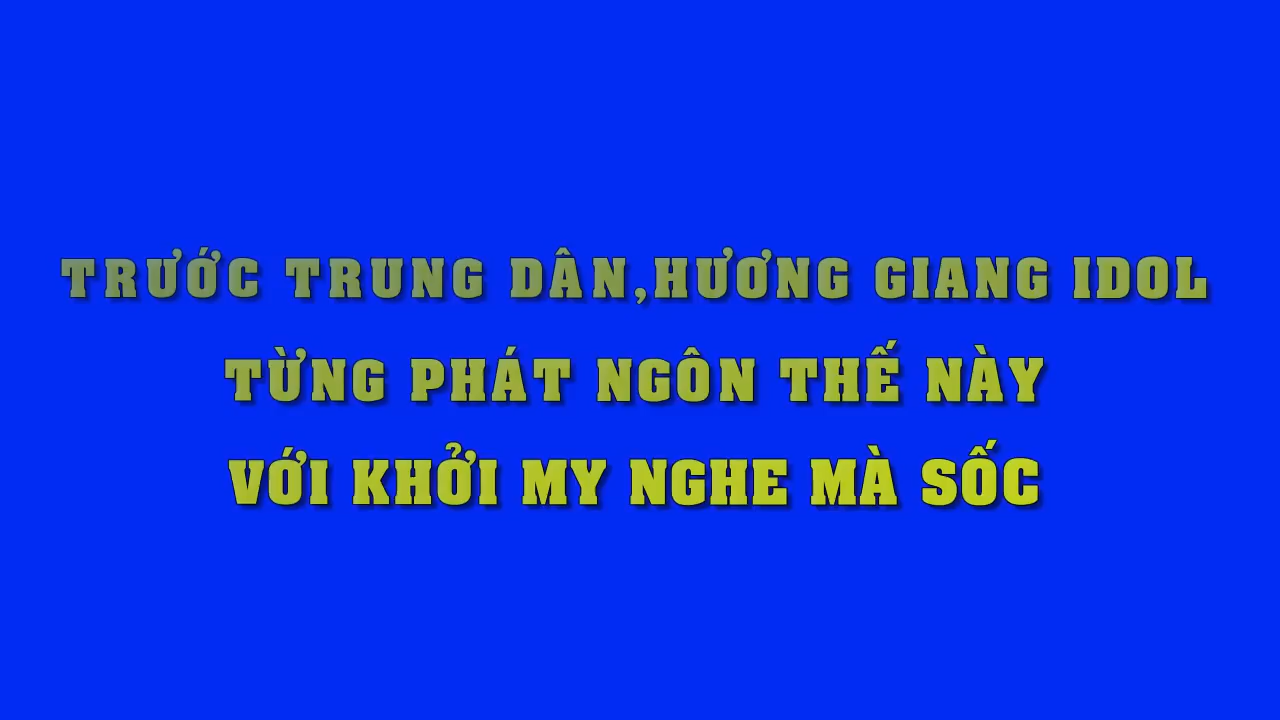 TRƯỚC TRUNG DÂN,HƯƠNG GIANG IDOL
TỪNG PHÁT NGÔN THẾ NÀY
VỚI KHỞI MY NGHE MÀ SỐC